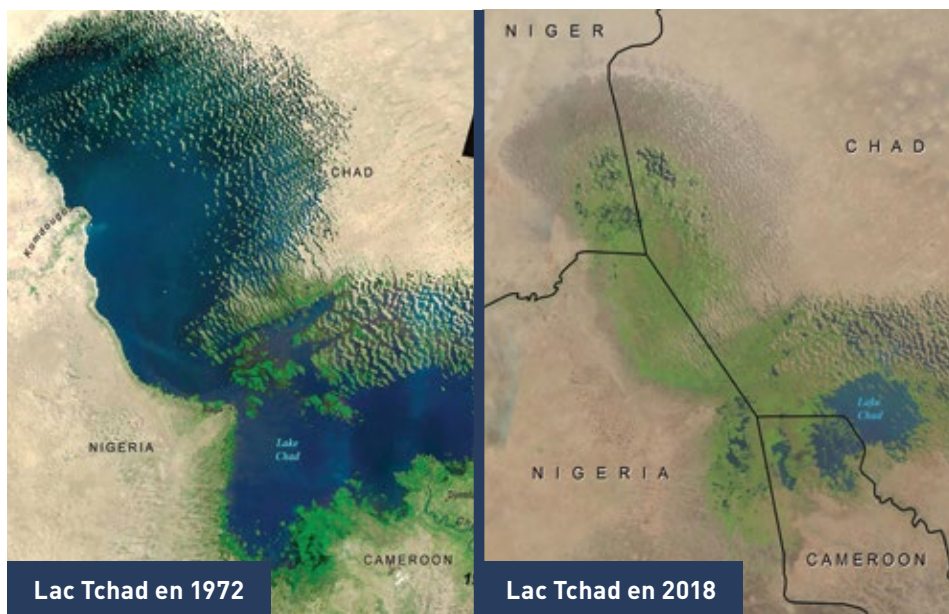 CHAD
Komdougou
Lake
Chad
NIGERIA
CAMEROON
Lac Tchad en 1972
NIGER
CHAD
Lake
Chad
NIGERIA
CAMEROON
Lac Tchad en 2018